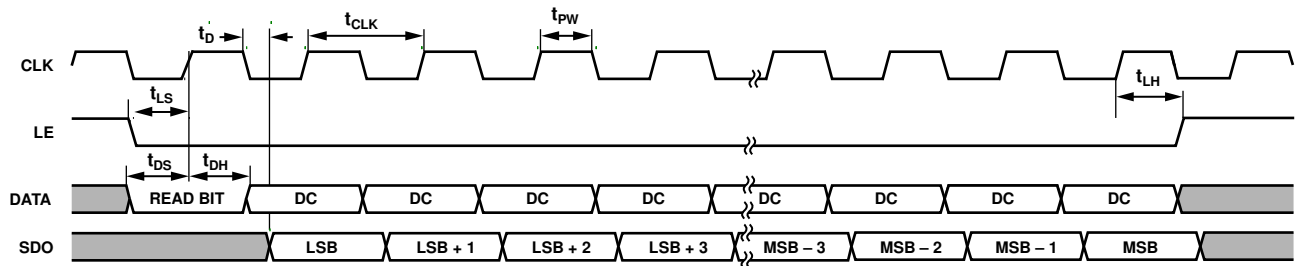 tD tCLK tPW
CLK
tLS tLH
LE
tDS tDH
DATA READ BIT DC DC DC DC DC DC DC DC
SDO LSB LSB + 1 LSB + 2 LSB + 3 MSB – 3 MSB – 2 MSB – 1 MSB